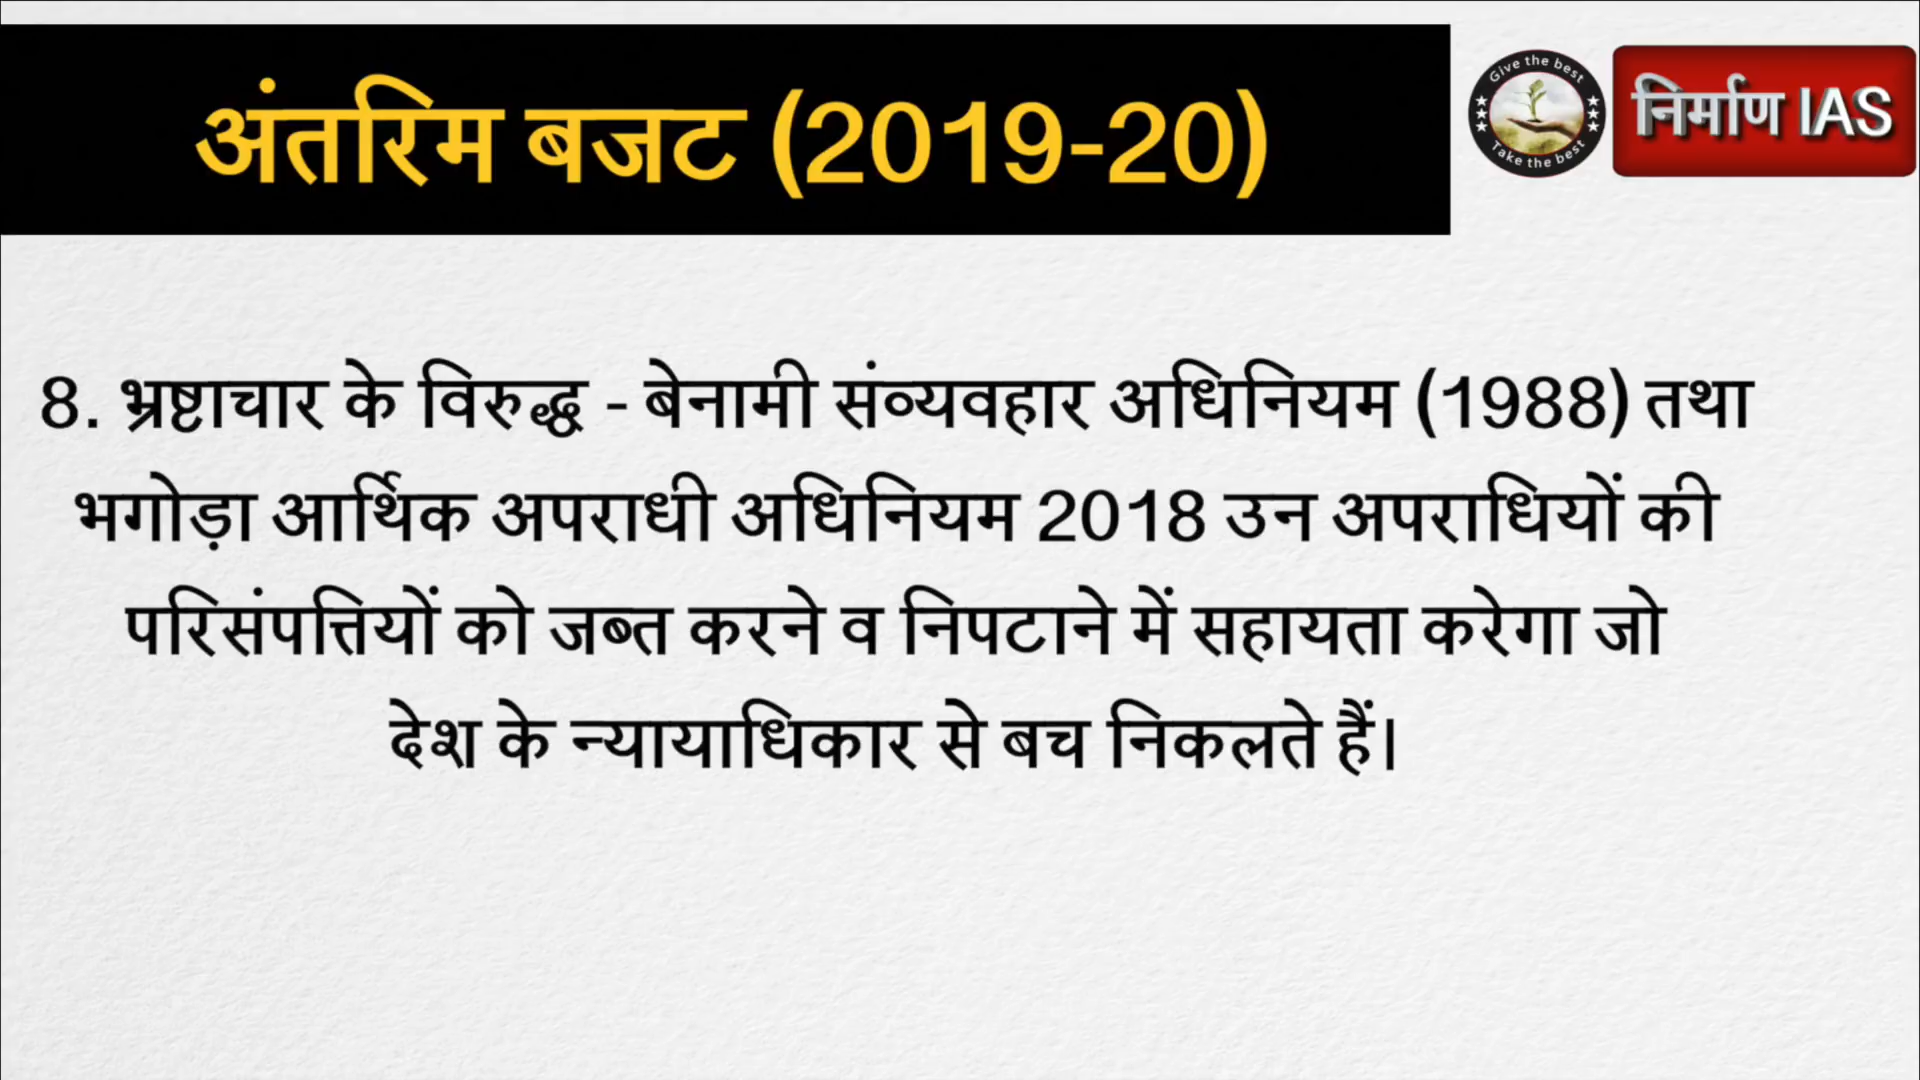 अंतरिम बजट (2019-20)
Give the best
Take the best
निर्माण IAS
8. भ्रष्टाचार के विरुद्ध - बेनामी संव्यवहार अधिनियम (1988) तथा
भगोड़ा आर्थिक अपराधी अधिनियम 2018 उन अपराधियों की
परिसंपत्तियों को जब्त करने व निपटाने में सहायता करेगा जो
देश के न्यायाधिकार से बच निकलते हैं।